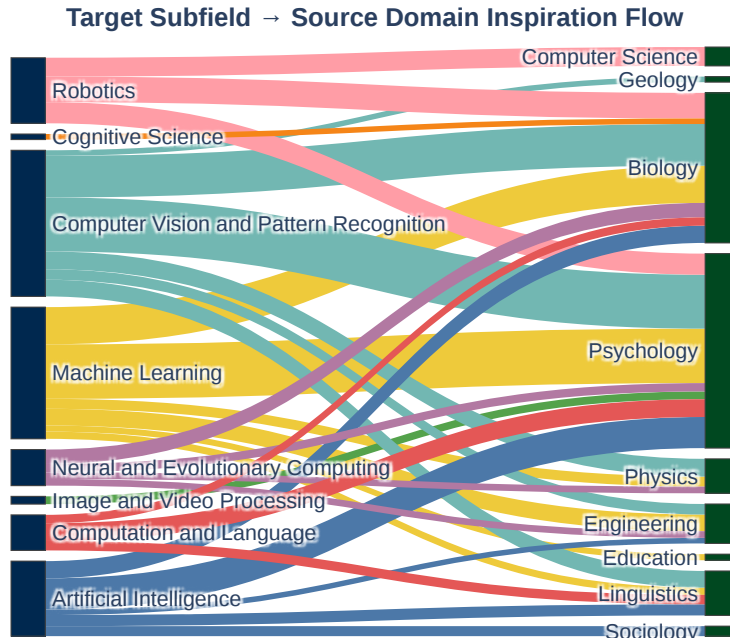 Target Subfield → Source Domain Inspiration Flow
Robotics
Cognitive Science
Computer Vision and Pattern Recognition
Machine Learning
Neural and Evolutionary Computing
Image and Video Processing
Computation and Language
Artificial Intelligence
Computer Science
Geology
Biology
Psychology
Physics
Engineering
Education
Linguistics
Sociology